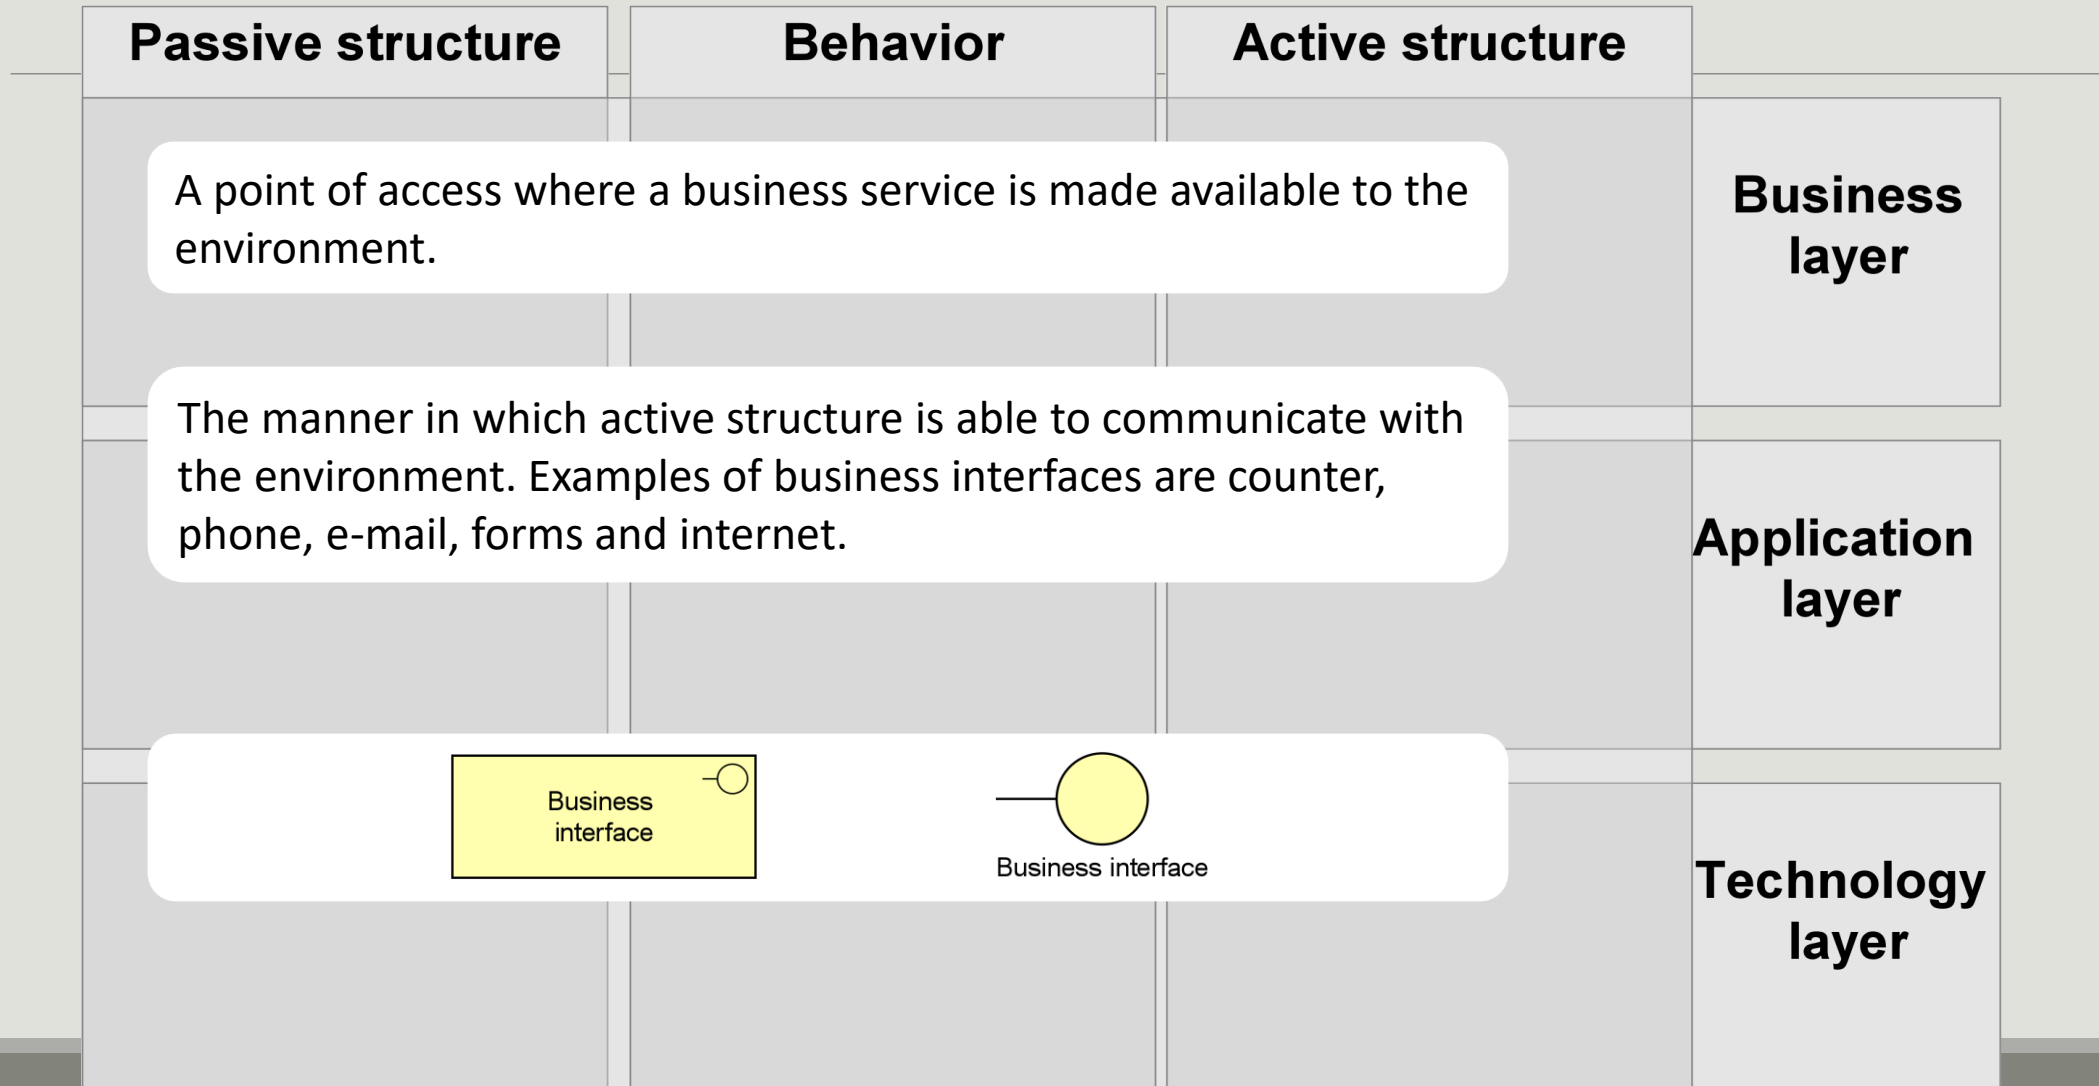 Passive structure
Behavior
Active structure
A point of access where a business service is made available to the
environment.
Business
layer
The manner in which active structure is able to communicate with
the environment. Examples of business interfaces are counter,
phone, e-mail, forms and internet.
Application
layer
Business
interface
Business interface
Technology
layer